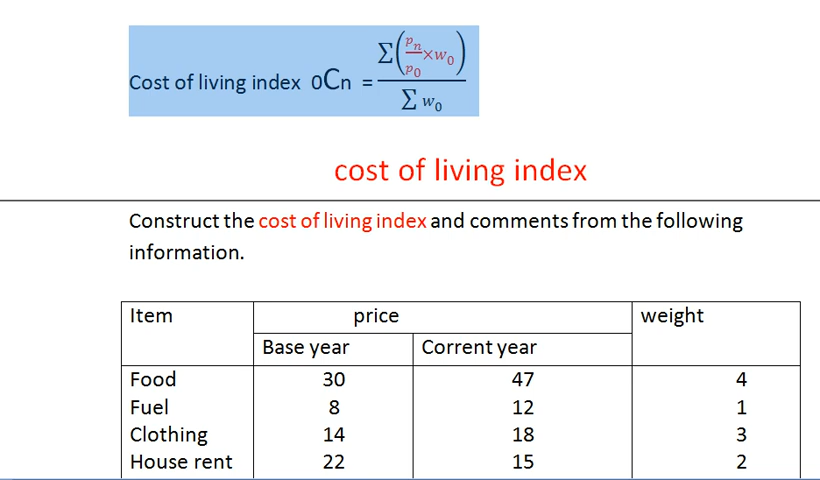 Cost of living index 0Cn = ∑(pn/p0 ×w0) / ∑ w0
cost of living index
Construct the cost of living index and comments from the following
information.
Item price weight
Base year Corrent year
Food 30 47 4
Fuel 8 12 1
Clothing 14 18 3
House rent 22 15 2